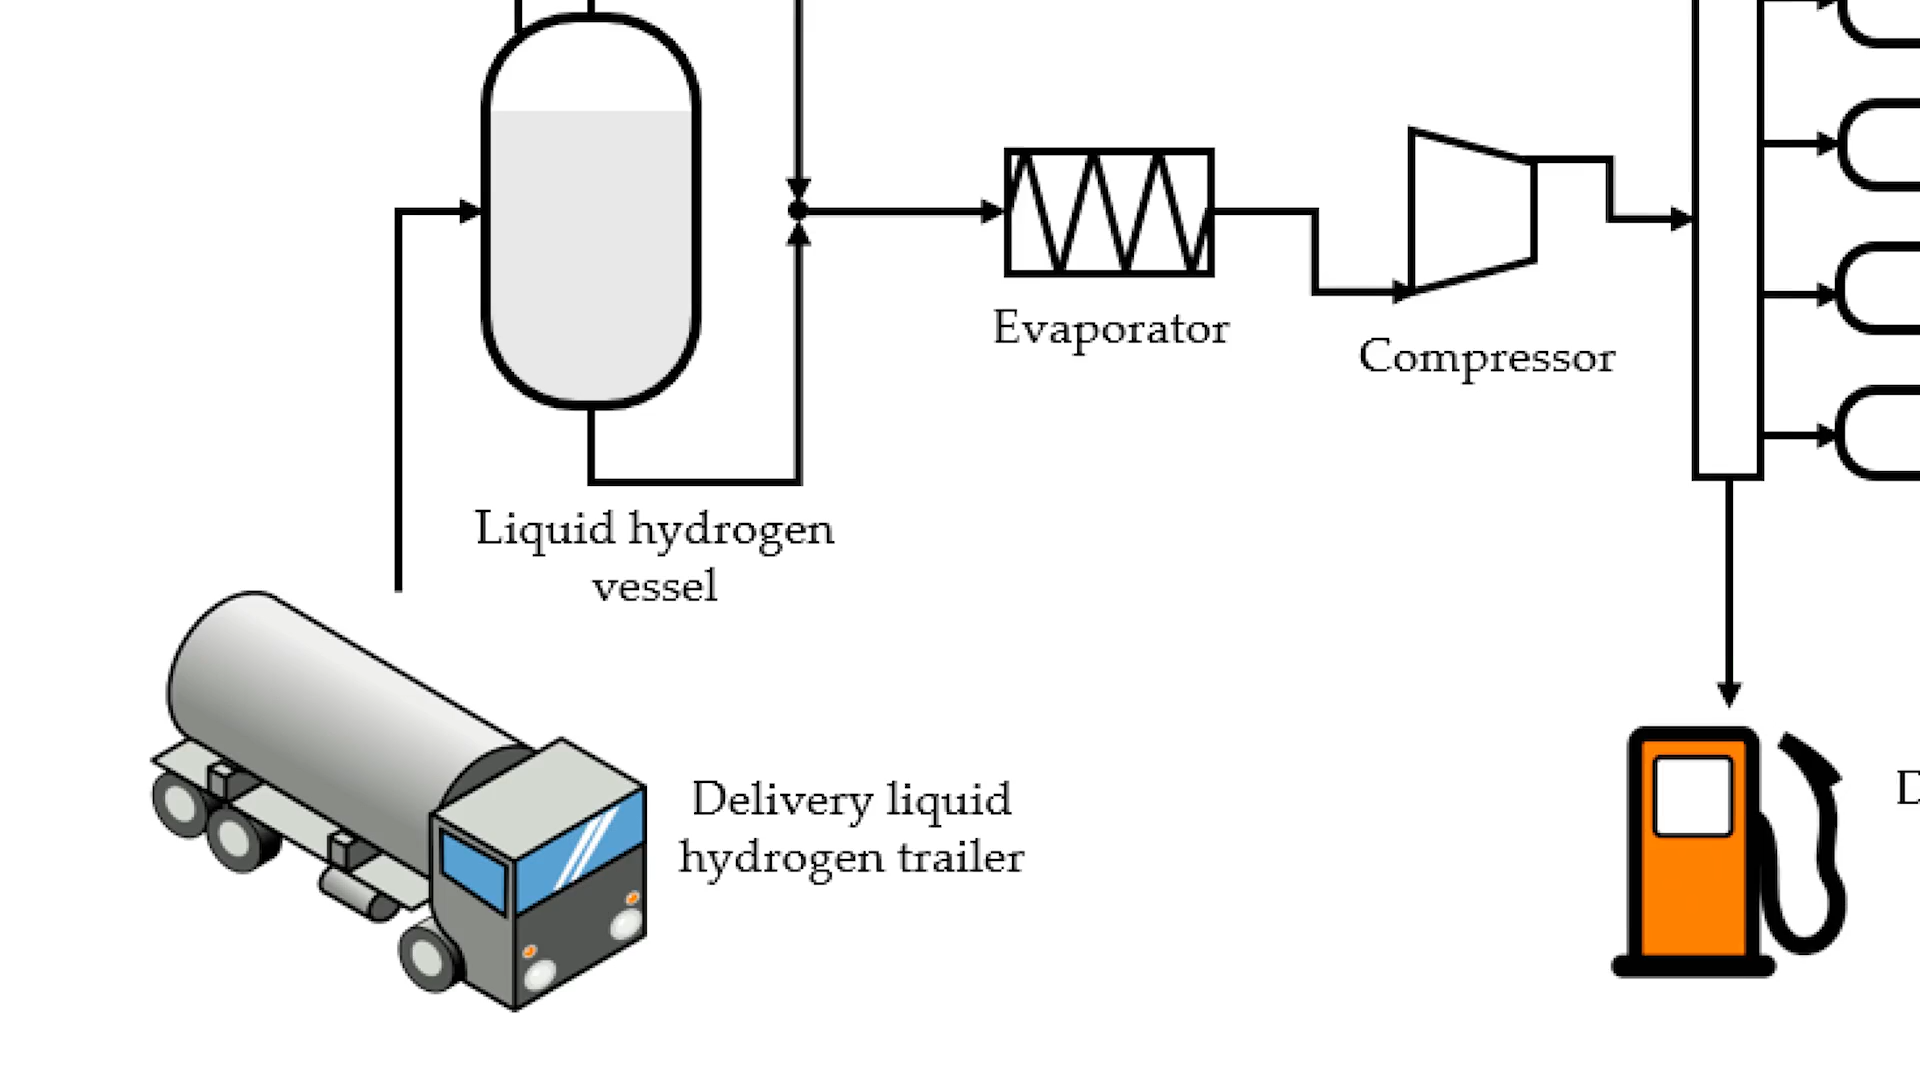 Evaporator
Compressor
Liquid hydrogen
vessel
Delivery liquid
hydrogen trailer
D